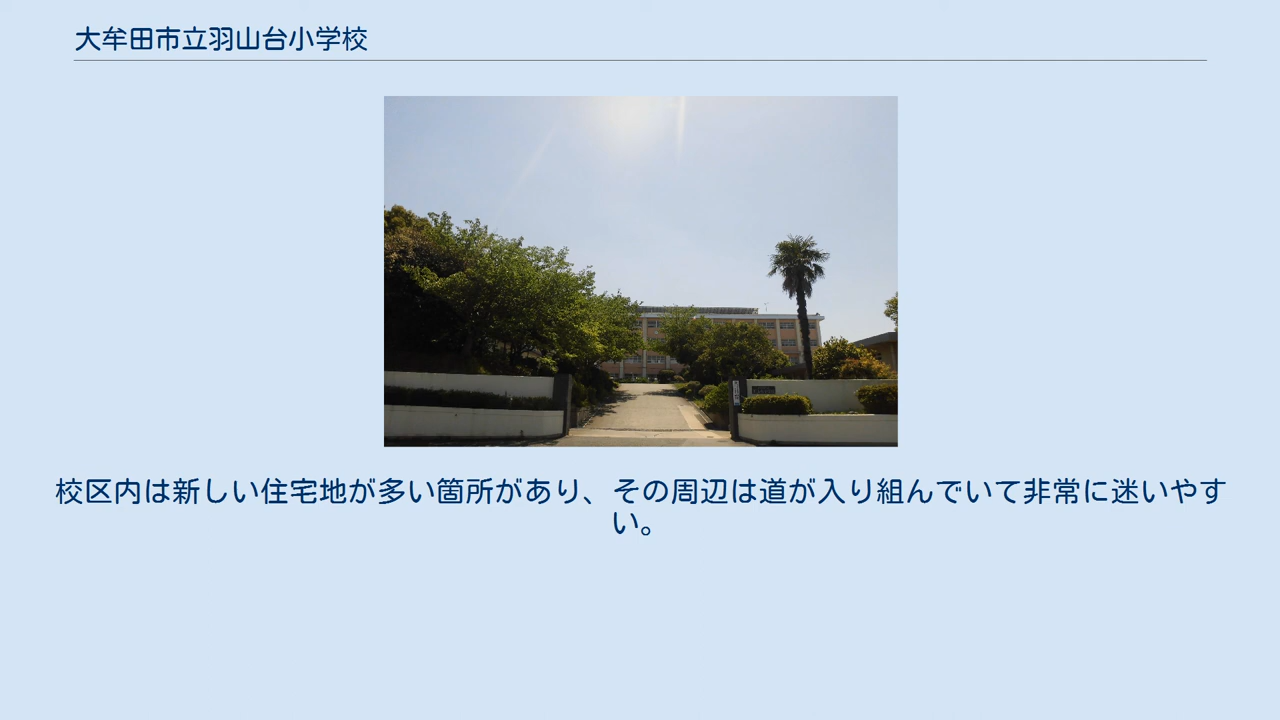 大牟田市立羽山台小学校
校区内は新しい住宅地が多い箇所があり、その周辺は道が入り組んでいて非常に迷いやす
い。